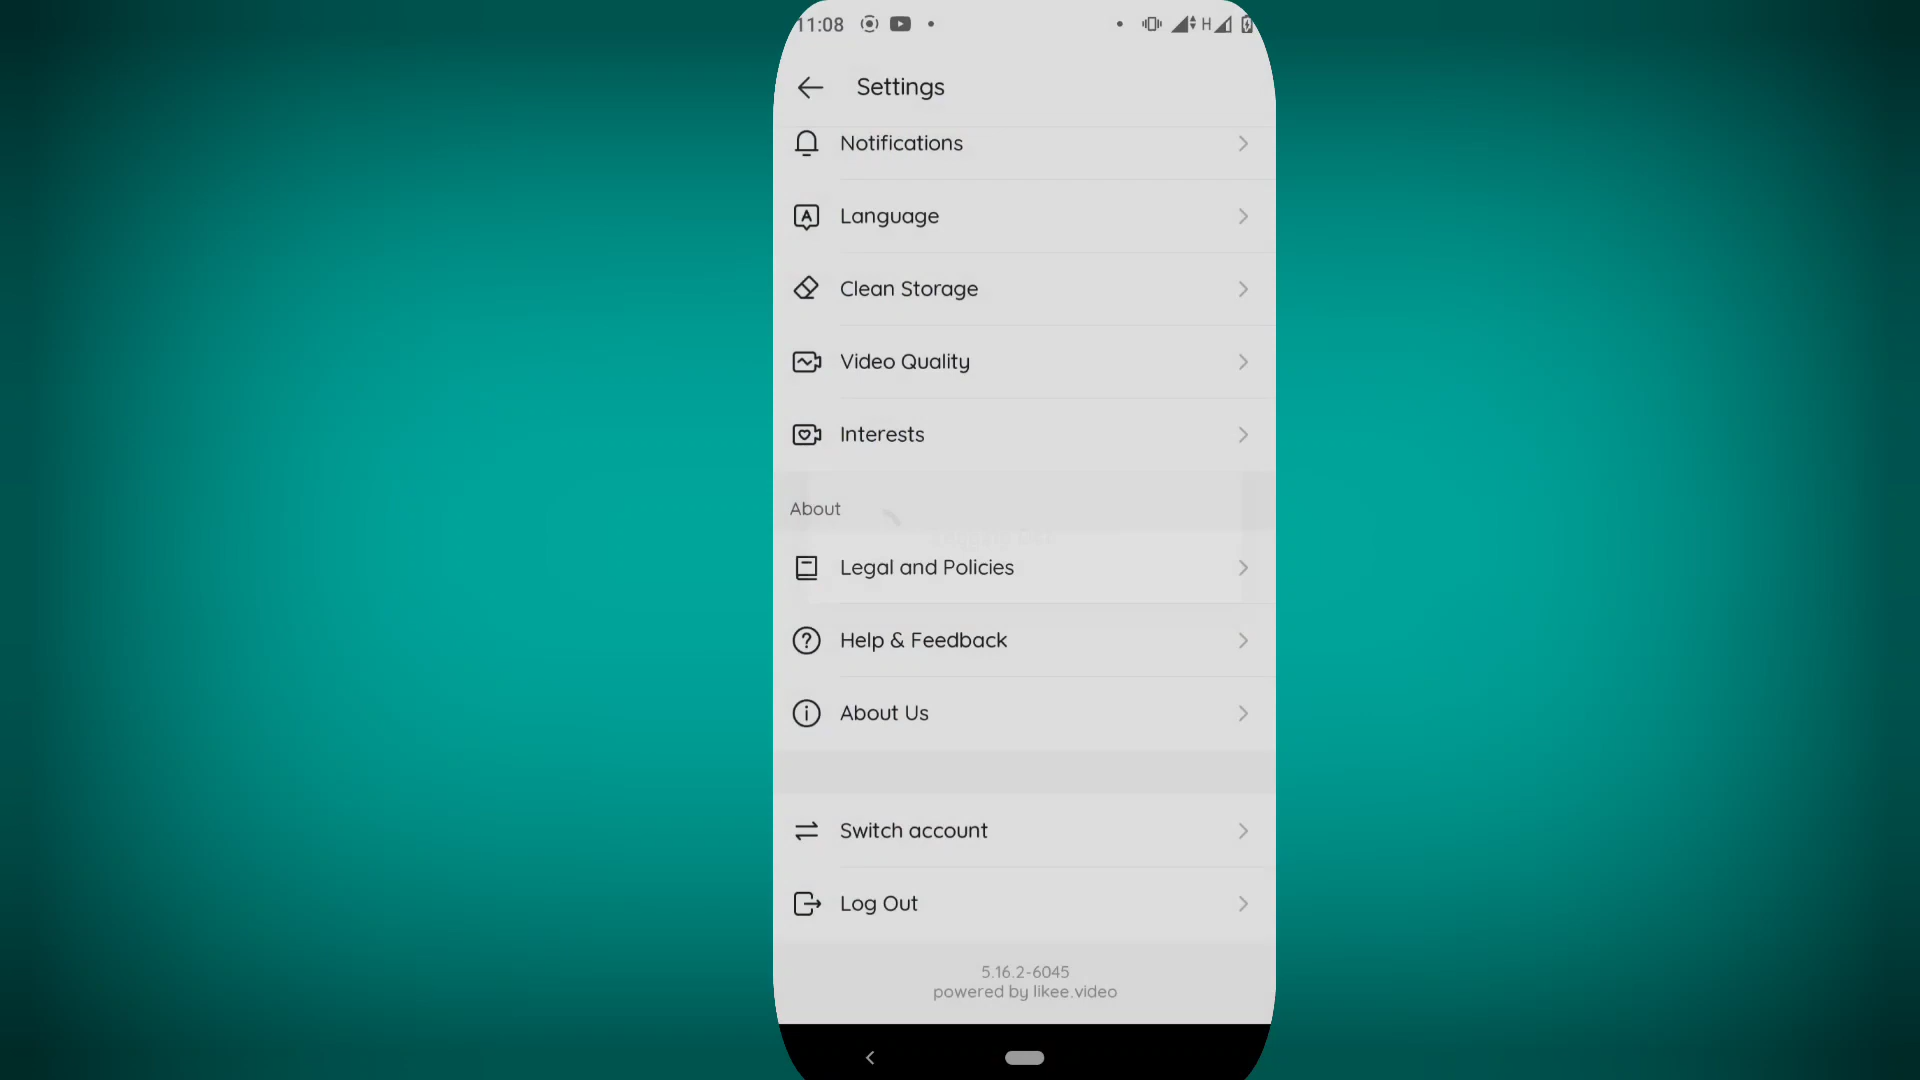 11:08
H
Settings
Notifications
Language
Clean Storage
Video Quality
Interests
About
Legal and Policies
Help & Feedback
About Us
Switch account
Log Out
5.16.2-6045
powered by likee.video